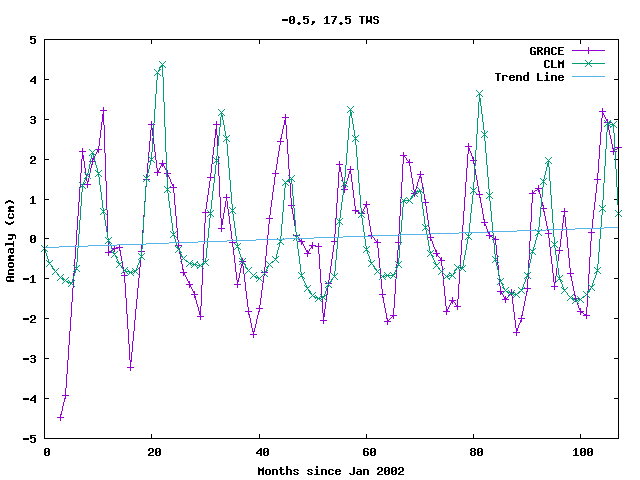 -0.5, 17.5 TWS
GRACE
CLM
Trend Line
5
4
3
2
1
0
-1
-2
-3
-4
-5
Anomaly (cm)
0 20 40 60 80 100
Months since Jan 2002